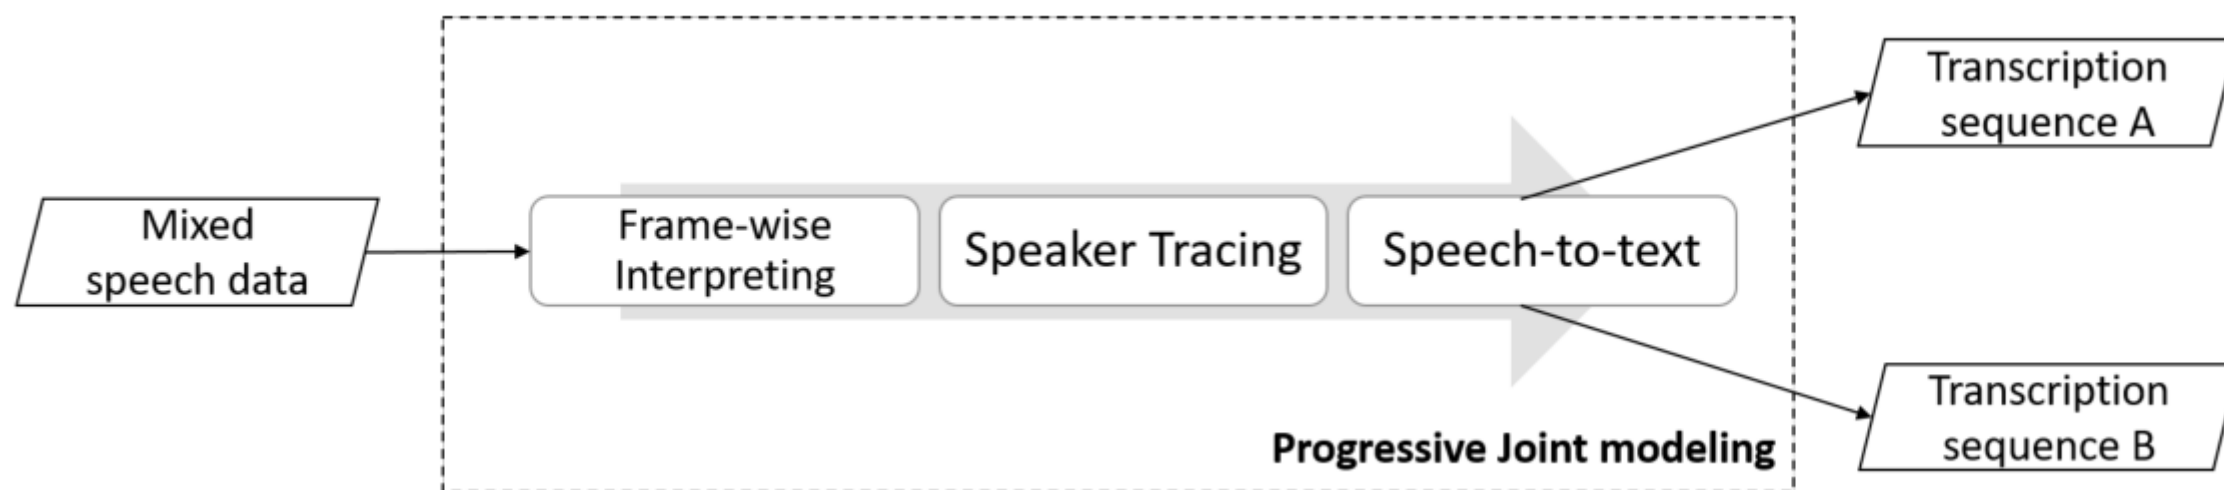 Mixed
speech data
Frame-wise
Interpreting
Speaker Tracing
Speech-to-text
Transcription
sequence A
Transcription
sequence B
Progressive Joint modeling